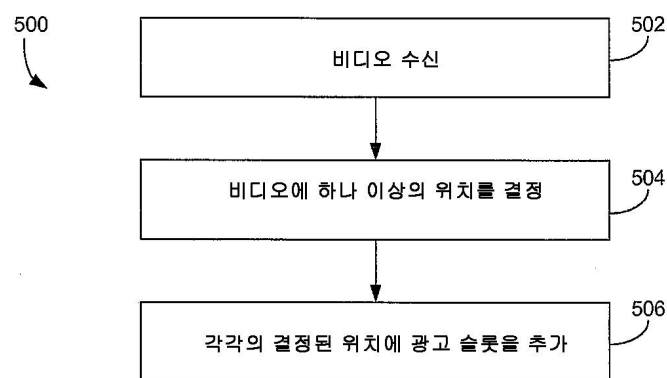 500
비디오 수신
502
비디오에 하나 이상의 위치를 결정
504
각각의 결정된 위치에 광고 슬롯을 추가
506